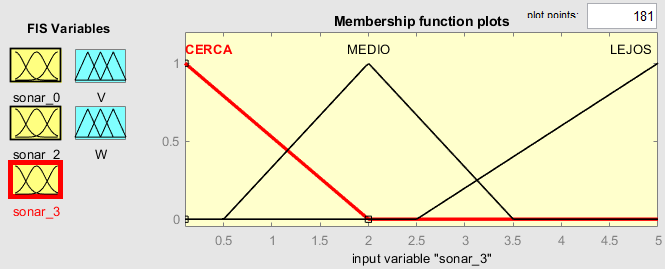 FIS Variables
sonar_0
V
sonar_2
W
sonar_3
Membership function plots
plot points:
181
CERCA
MEDIO
LEJOS
1
0.5
0
0.5
1
1.5
2
2.5
3
3.5
4
4.5
5
input variable "sonar_3"